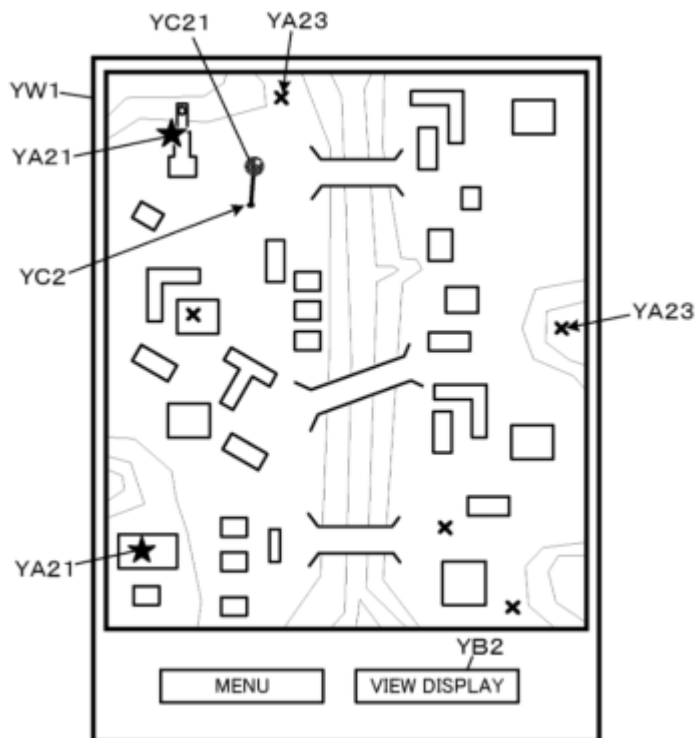 YC21
YA23
YW1
YA21
YC2
YA23
YA21
YB2
MENU
VIEW DISPLAY